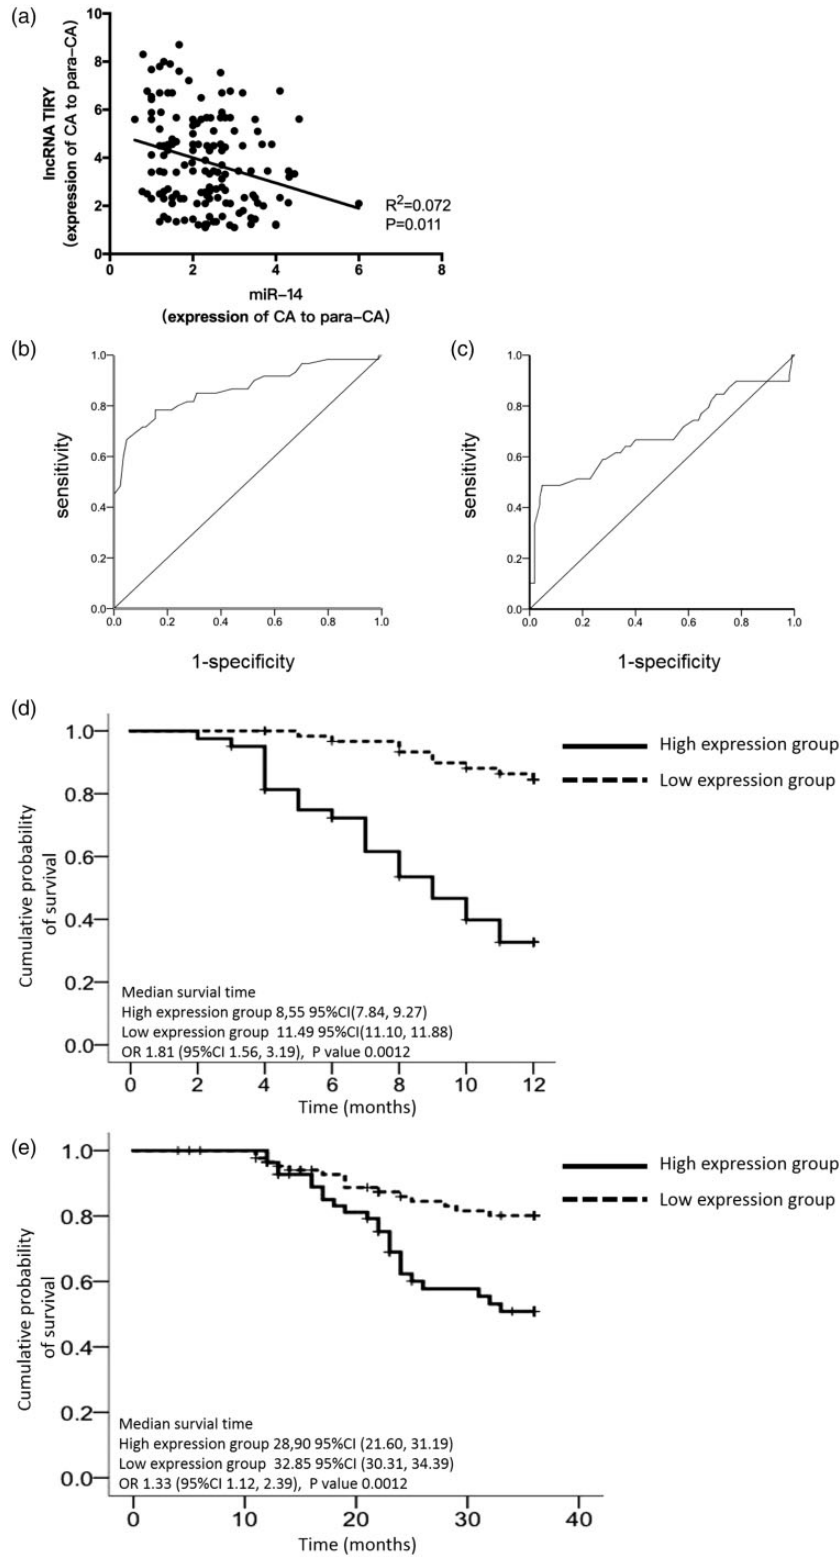 (a)
10
8
6
4
2
0
lncRNA TIRY
(expression of CA to para–CA)
R2=0.072
P=0.011
0 2 4 6 8
miR–14
(expression of CA to para–CA)
(b)
1.0
0.8
0.6
0.4
0.2
0.0
sensitivity
0.0 0.2 0.4 0.6 0.8 1.0
1-specificity
(c)
1.0
0.8
0.6
0.4
0.2
0.0
sensitivity
0.0 0.2 0.4 0.6 0.8 1.0
1-specificity
(d)
1.0
0.8
0.6
0.4
0.2
0.0
Cumulative probability
of survival
High expression group
Low expression group
Median survial time
High expression group 8,55 95%CI(7.84, 9.27)
Low expression group 11.49 95%CI(11.10, 11.88)
OR 1.81 (95%CI 1.56, 3.19), P value 0.0012
0 2 4 6 8 10 12
Time (months)
(e)
1.0
0.8
0.6
0.4
0.2
0.0
Cumulative probability
of survival
High expression group
Low expression group
Median survial time
High expression group 28,90 95%CI (21.60, 31.19)
Low expression group 32.85 95%CI (30.31, 34.39)
OR 1.33 (95%CI 1.12, 2.39), P value 0.0012
0 10 20 30 40
Time (months)